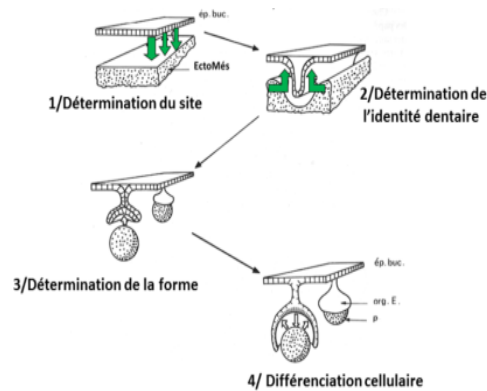 ép. buc.
EctoMés
1/Détermination du site
2/Détermination de
l'identité dentaire
3/Détermination de la forme
ép. buc.
org. E.
P
4/ Différenciation cellulaire